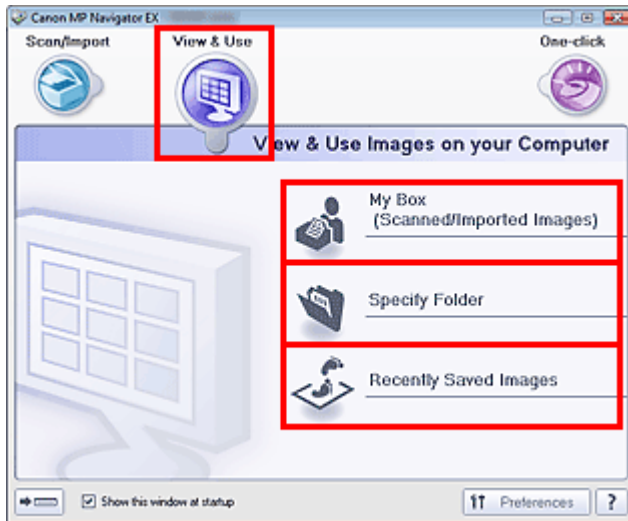 Canon MP Navigator EX
Scan/Import
View & Use
One-click
View & Use Images on your Computer
My Box
(Scanned/Imported Images)
Specify Folder
Recently Saved Images
Show this window at startup
Preferences
?